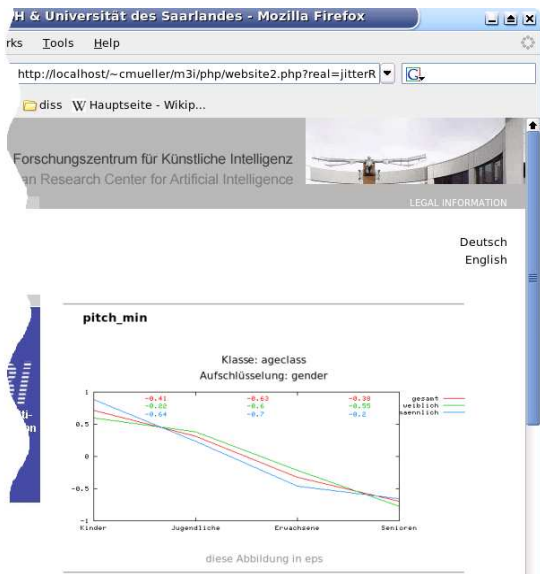 H & Universität des Saarlandes - Mozilla Firefox
rks Tools Help
http://localhost/~cmueller/m3i/php/website2.php?real=jitterR
G
diss W Hauptseite - Wikip...
Forschungszentrum für Künstliche Intelligenz
an Research Center for Artificial Intelligence
LEGAL INFORMATION
Deutsch
English
pitch_min
Klasse: ageclass
Aufschlüsselung: gender
1
-0.41 -0.63 -0.38 gesamt
-0.22 -0.6 -0.55 weiblich
-0.64 -0.7 -0.2 maennlich
0.5
0
-0.5
-1
Kinder Jugendliche Erwachsene Senioren
diese Abbildung in eps